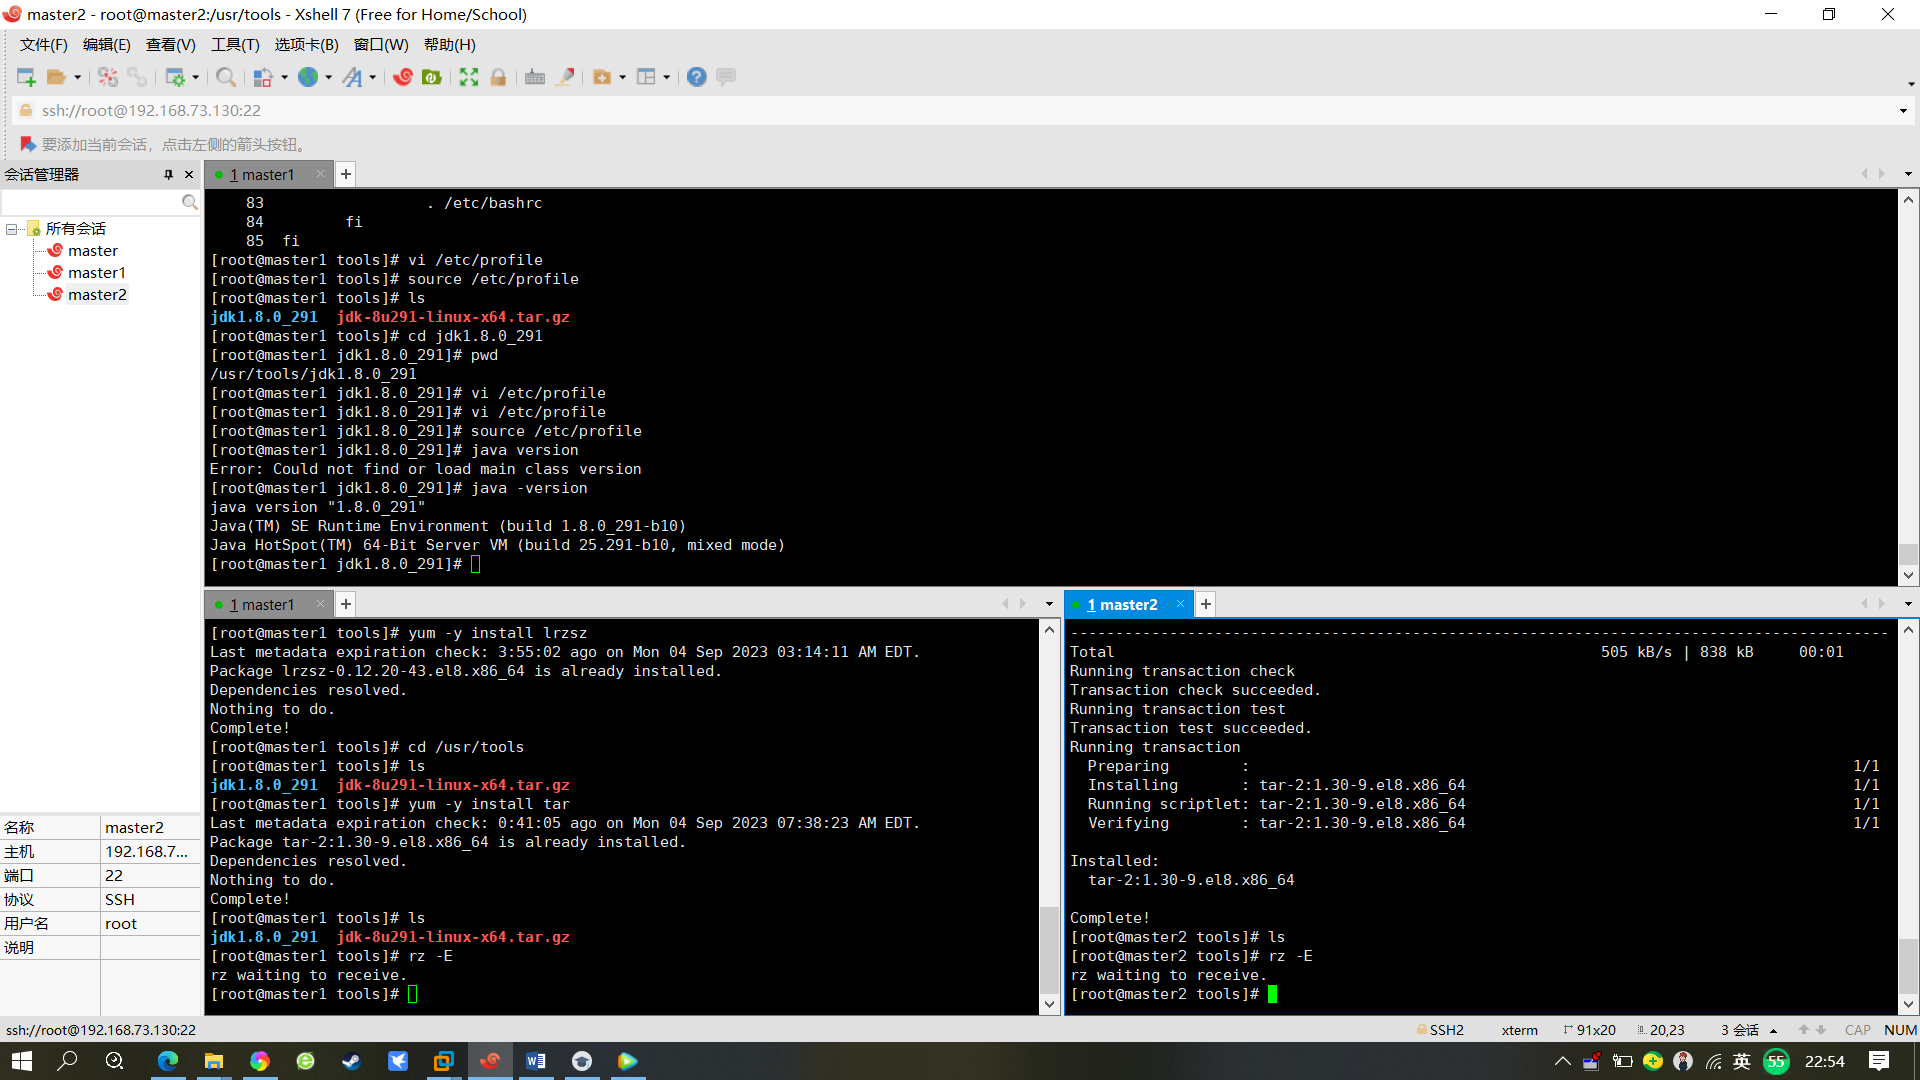 master2 - root@master2:/usr/tools - Xshell 7 (Free for Home/School)
文件(F) 编辑(E) 查看(V) 工具(T) 选项卡(B) 窗口(W) 帮助(H)
ssh://root@192.168.73.130:22
要添加当前会话，点击左侧的箭头按钮。
会话管理器
所有会话
master
master1
master2
名称 master2
主机 192.168.7...
端口 22
协议 SSH
用户名 root
说明
1 master1
83 . /etc/bashrc
84 fi
85 fi
[root@master1 tools]# vi /etc/profile
[root@master1 tools]# source /etc/profile
[root@master1 tools]# ls
jdk1.8.0_291 jdk-8u291-linux-x64.tar.gz
[root@master1 tools]# cd jdk1.8.0_291
[root@master1 jdk1.8.0_291]# pwd
/usr/tools/jdk1.8.0_291
[root@master1 jdk1.8.0_291]# vi /etc/profile
[root@master1 jdk1.8.0_291]# vi /etc/profile
[root@master1 jdk1.8.0_291]# source /etc/profile
[root@master1 jdk1.8.0_291]# java version
Error: Could not find or load main class version
[root@master1 jdk1.8.0_291]# java -version
java version "1.8.0_291"
Java(TM) SE Runtime Environment (build 1.8.0_291-b10)
Java HotSpot(TM) 64-Bit Server VM (build 25.291-b10, mixed mode)
[root@master1 jdk1.8.0_291]#
1 master1
[root@master1 tools]# yum -y install lrzsz
Last metadata expiration check: 3:55:02 ago on Mon 04 Sep 2023 03:14:11 AM EDT.
Package lrzsz-0.12.20-43.el8.x86_64 is already installed.
Dependencies resolved.
Nothing to do.
Complete!
[root@master1 tools]# cd /usr/tools
[root@master1 tools]# ls
jdk1.8.0_291 jdk-8u291-linux-x64.tar.gz
[root@master1 tools]# yum -y install tar
Last metadata expiration check: 0:41:05 ago on Mon 04 Sep 2023 07:38:23 AM EDT.
Package tar-2:1.30-9.el8.x86_64 is already installed.
Dependencies resolved.
Nothing to do.
Complete!
[root@master1 tools]# ls
jdk1.8.0_291 jdk-8u291-linux-x64.tar.gz
[root@master1 tools]# rz -E
rz waiting to receive.
[root@master1 tools]#
1 master2
-------------------------------------------------------------------------------------------
Total 505 kB/s | 838 kB 00:01
Running transaction check
Transaction check succeeded.
Running transaction test
Transaction test succeeded.
Running transaction
Preparing : 1/1
Installing : tar-2:1.30-9.el8.x86_64 1/1
Running scriptlet: tar-2:1.30-9.el8.x86_64 1/1
Verifying : tar-2:1.30-9.el8.x86_64 1/1
Installed:
tar-2:1.30-9.el8.x86_64
Complete!
[root@master2 tools]# ls
[root@master2 tools]# rz -E
rz waiting to receive.
[root@master2 tools]#
ssh://root@192.168.73.130:22 SSH2 xterm 91x20 20,23 3 会话 CAP NUM
英 55 22:54